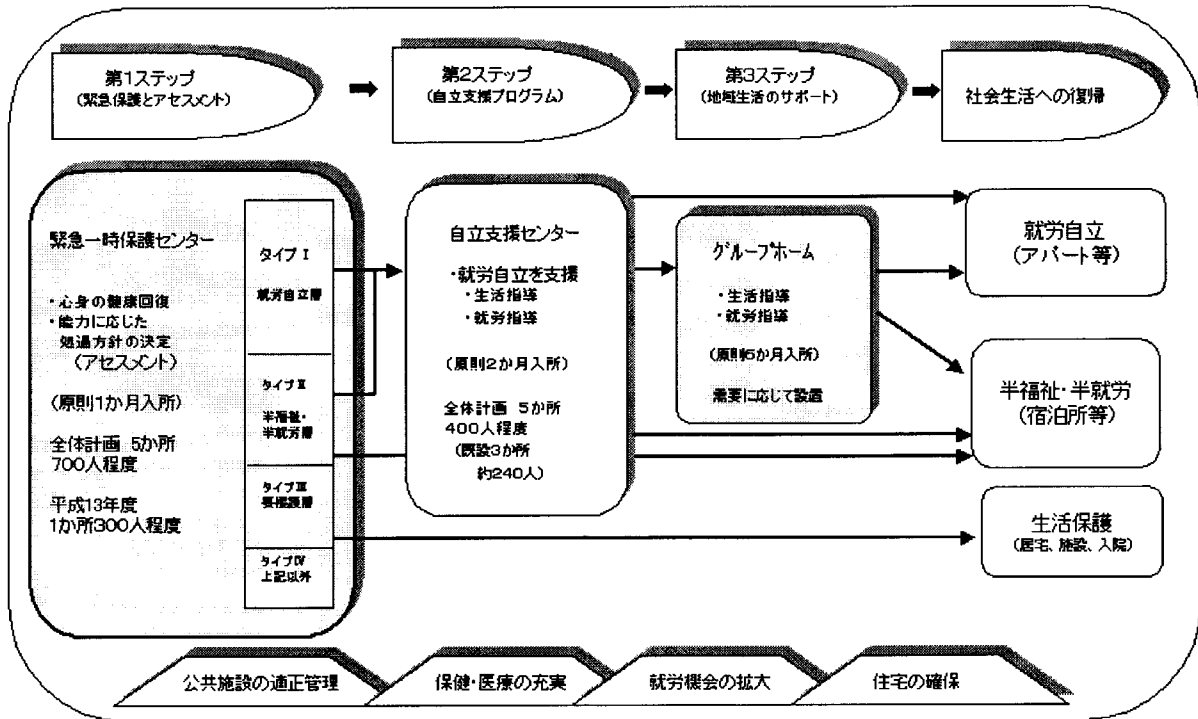 第1ステップ
(緊急保護とアセスメント)
第2ステップ
(自立支援プログラム)
第3ステップ
(地域生活のサポート)
社会生活への復帰
緊急一時保護センター
・心身の健康回復
・能力に応じた
処遇方針の決定
(アセスメント)
(原則1か月入所)
全体計画 5か所
700人程度
平成13年度
1か所300人程度
タイプⅠ
就労自立層
タイプⅡ
半福祉・
半就労層
タイプⅢ
要援護層
タイプⅣ
上記以外
自立支援センター
・就労自立を支援
・生活指導
・就労指導
(原則2か月入所)
全体計画 5か所
400人程度
(既設3か所
約240人)
グループホーム
・生活指導
・就労指導
(原則6か月入所)
需要に応じて設置
就労自立
(アパート等)
半福祉・半就労
(宿泊所等)
生活保護
(居宅、施設、入院)
公共施設の適正管理
保健・医療の充実
就労機会の拡大
住宅の確保